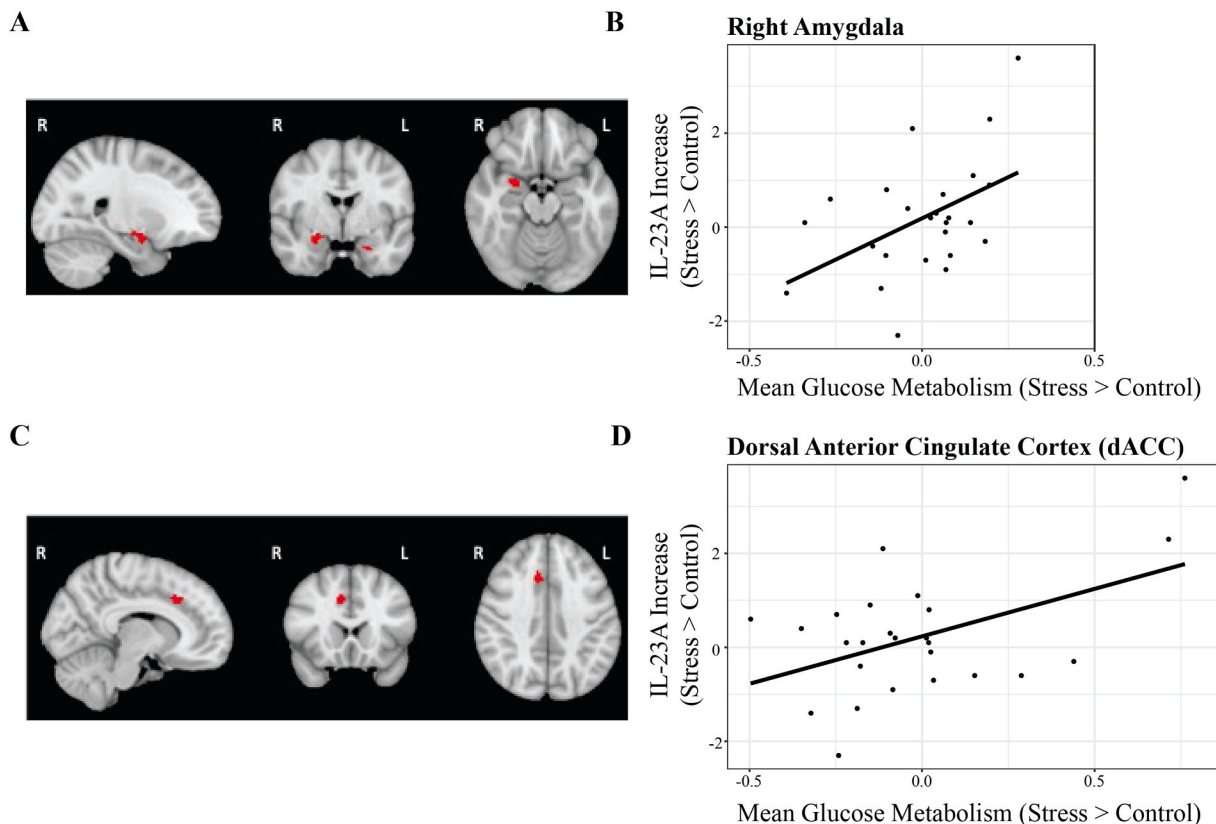 A
R
R
L
R
L
B
Right Amygdala
IL-23A Increase
(Stress > Control)
2
0
-2
-0.5
0.0
0.5
Mean Glucose Metabolism (Stress > Control)
C
R
R
L
R
L
D
Dorsal Anterior Cingulate Cortex (dACC)
IL-23A Increase
(Stress > Control)
2
0
-2
-0.5
0.0
0.5
Mean Glucose Metabolism (Stress > Control)